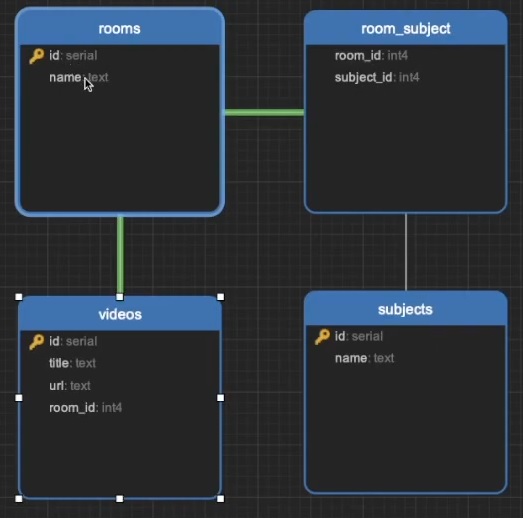 rooms
id: serial
name: text
room_subject
room_id: int4
subject_id: int4
videos
id: serial
title: text
url: text
room_id: int4
subjects
id: serial
name: text